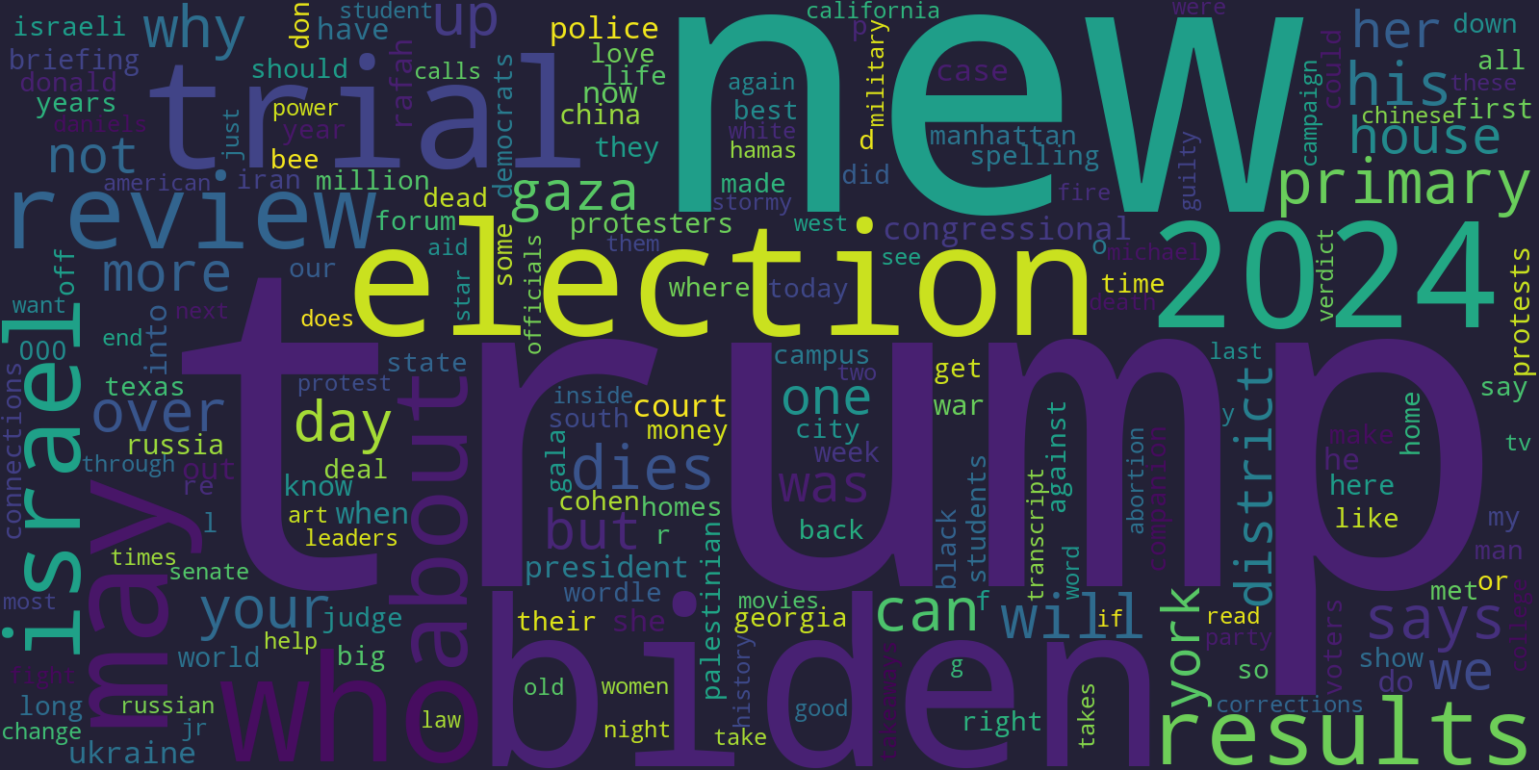 israeli
why
don
student
have
up
police
california
p
were
her
down
briefing
donald
years
daniels
should
calls
rafah
democrats
love
life
now
china
they
new
again
best
white
hamas
made
stormy
military
case
d
did
manhattan
spelling
fire
guilty
campaign
could
his
all
these
chinese
first
house
primary
not
just
power
year
bee
trial
american
iran
million
dead
gaza
review
forum
protesters
them
west
congressional
o
michael
see
time
death
2024
verdict
protests
off
more
our
aid
star
some
officials
election
where
today
want
next
into
does
israel
000
end
trump
state
campus
two
get
last
say
connections
texas
protest
about
inside
south
court
money
one
city
week
war
y
district
make
he
home
tv
over
day
russia
through
out
re
deal
know
gala
dies
was
against
abortion
companion
here
like
may
l
art
when
leaders
cohen
homes
but
r
back
black
students
transcript
my
man
times
senate
president
wordle
palestinian
word
met
or
most
your
judge
their
she
movies
georgia
can
f
will
if
york
read
party
voters
says
help
world
big
who
biden
history
takeaways
g
so
show
do
we
fight
long
russian
jr
change
ukraine
law
old
women
night
take
good
right
takes
corrections
results